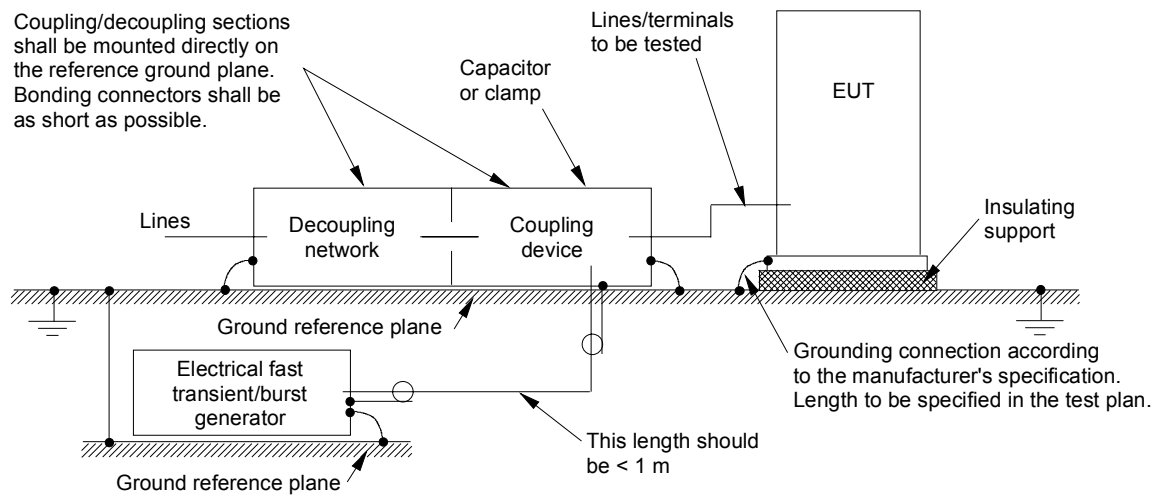 Coupling/decoupling sections
shall be mounted directly on
the reference ground plane.
Bonding connectors shall be
as short as possible.
Capacitor
or clamp
Lines/terminals
to be tested
EUT
Lines
Decoupling
network
Coupling
device
Insulating
support
Ground reference plane
Electrical fast
transient/burst
generator
Grounding connection according
to the manufacturer's specification.
Length to be specified in the test plan.
This length should
be < 1 m
Ground reference plane